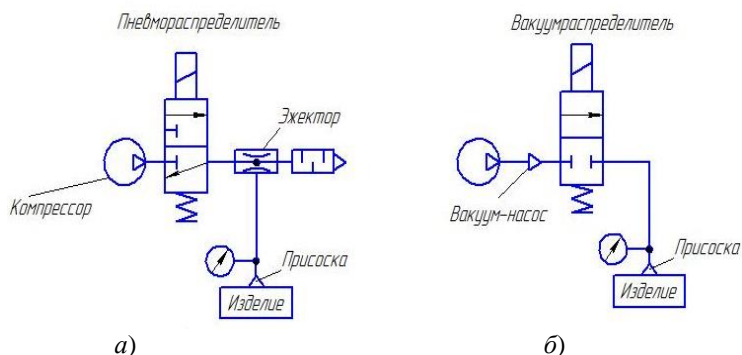 Пневмораспределитель
Вакуумраспределитель
Эжектор
Компрессор
Вакуум-насос
Присоска
Присоска
Изделие
Изделие
а)
б)